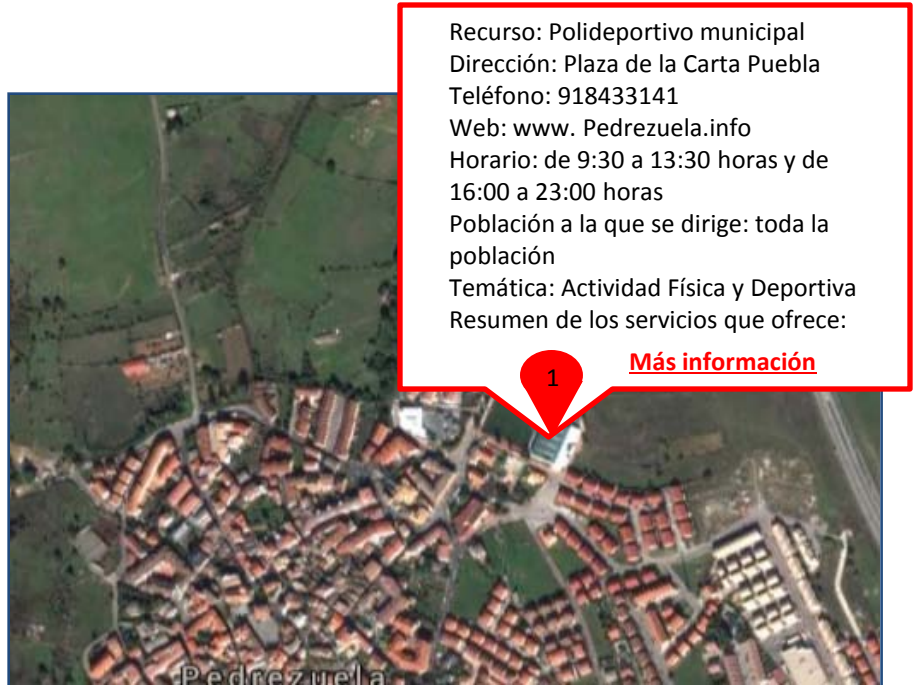 Recurso: Polideportivo municipal
Dirección: Plaza de la Carta Puebla
Teléfono: 918433141
Web: www. Pedrezuela.info
Horario: de 9:30 a 13:30 horas y de
16:00 a 23:00 horas
Población a la que se dirige: toda la
población
Temática: Actividad Física y Deportiva
Resumen de los servicios que ofrece:
Más información
1
Pedrezuela